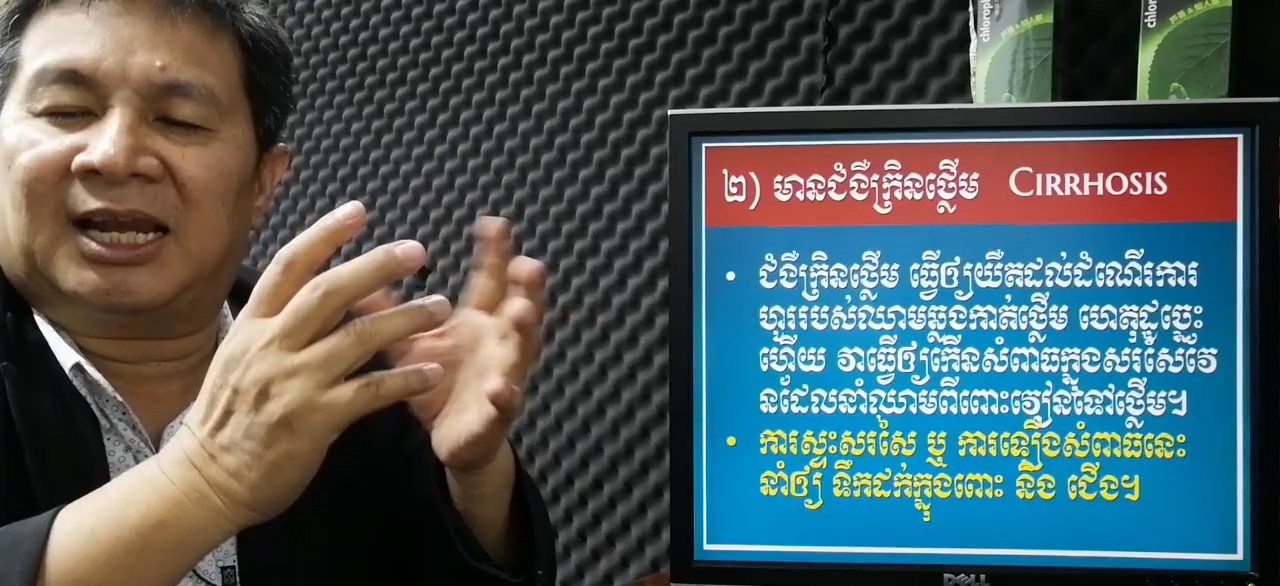 chloroph
chlorop
២) មានជំងឺក្រិនថ្លើម CIRRHOSIS
• ជំងឺក្រិនថ្លើម ធ្វើឲ្យយឺតដល់ដំណើរការ
ហូររបស់ឈាមឆ្លងកាត់ថ្លើម ហេតុដូច្នេះ
ហើយ វាធ្វើឲ្យកើនសំពាធក្នុងសរសៃវេ
នដែលនាំឈាមពីពោះវៀនទៅថ្លើម។
• ការស្ទះសរសៃ ឬ ការឡើងសំពាធនេះ
នាំឲ្យ ទឹកដក់ក្នុងពោះ និង ជើង។
DELL